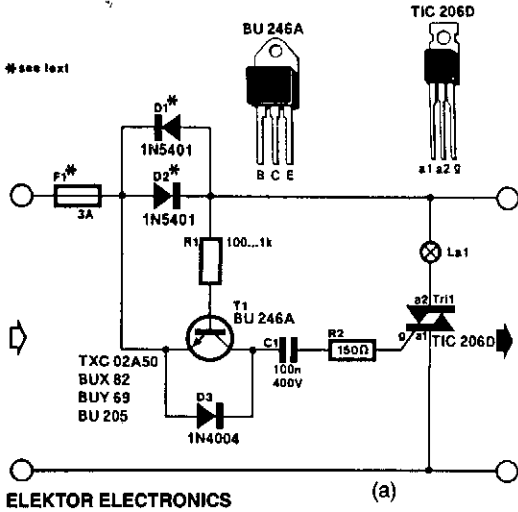 BU 246A
TIC 206D
*see text
D1*
1N5401
B C E
a1 a2 g
F1*
3A
D2*
1N5401
R1
100...1k
La1
T1
BU 246A
a2 Tri1
g a1
TIC 206D
C1
100n
400V
R2
150Ω
TXC 02A50
BUX 82
BUY 69
BU 205
D3
1N4004
ELEKTOR ELECTRONICS
(a)